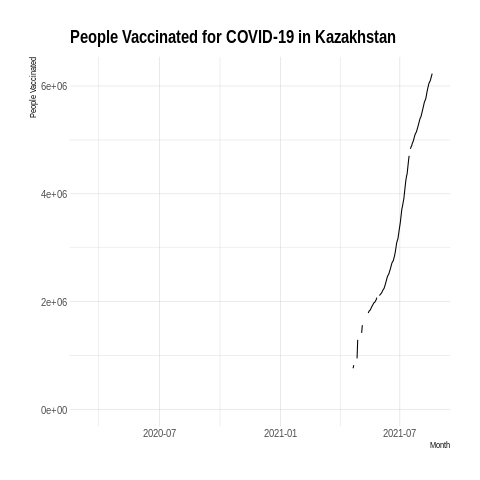 People Vaccinated for COVID-19 in Kazakhstan
People Vaccinated
6e+06
4e+06
2e+06
0e+00
2020-07
2021-01
2021-07
Month